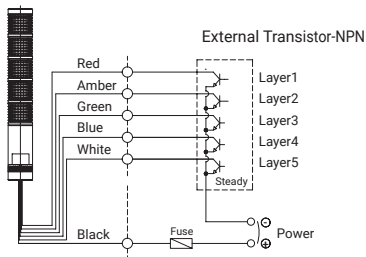 External Transistor-NPN
Red
Layer1
Amber
Layer2
Green
Layer3
Blue
Layer4
White
Layer5
Steady
Black
Fuse
Power